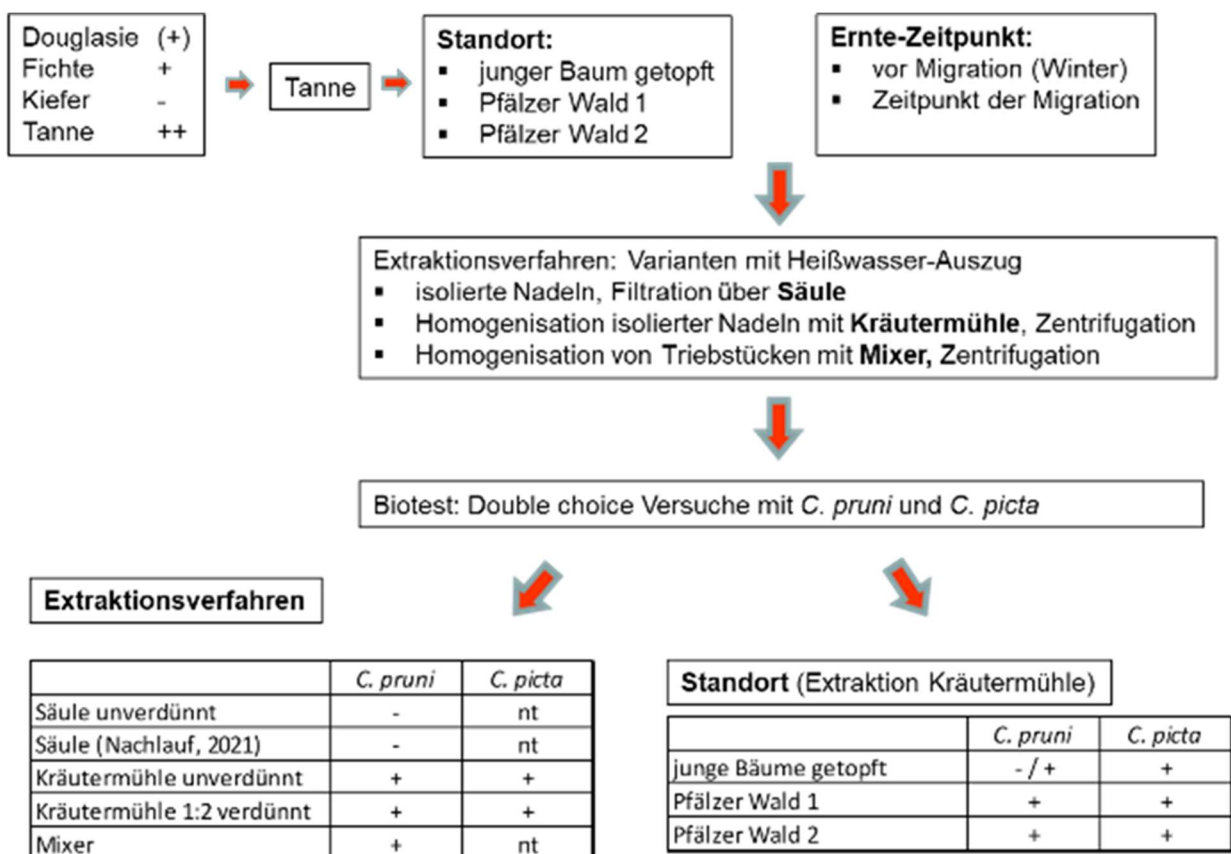 Douglasie (+)
Fichte +
Kiefer -
Tanne ++
Tanne
Standort:
▪ junger Baum getopft
▪ Pfälzer Wald 1
▪ Pfälzer Wald 2
Ernte-Zeitpunkt:
▪ vor Migration (Winter)
▪ Zeitpunkt der Migration
Extraktionsverfahren: Varianten mit Heißwasser-Auszug
▪ isolierte Nadeln, Filtration über Säule
▪ Homogenisation isolierter Nadeln mit Kräutermühle, Zentrifugation
▪ Homogenisation von Triebstücken mit Mixer, Zentrifugation
Biotest: Double choice Versuche mit C. pruni und C. picta
Extraktionsverfahren
C. pruni C. picta
Säule unverdünnt - nt
Säule (Nachlauf, 2021) - nt
Kräutermühle unverdünnt + +
Kräutermühle 1:2 verdünnt + +
Mixer + nt
Standort (Extraktion Kräutermühle)
C. pruni C. picta
junge Bäume getopft - / + +
Pfälzer Wald 1 + +
Pfälzer Wald 2 + +